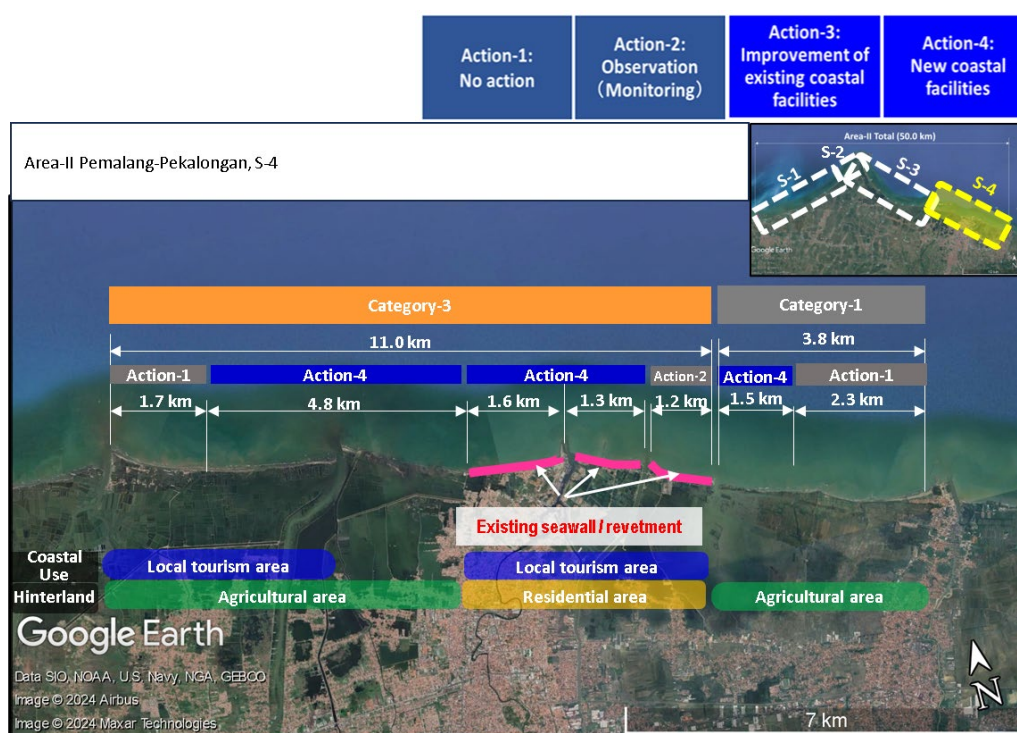 Action-1:
No action
Action-2:
Observation
（Monitoring）
Action-3:
Improvement of
existing coastal
facilities
Action-4:
New coastal
facilities
Area-II Pemalang-Pekalongan, S-4
Area-II Total (50.0 km)
S-1
S-2
S-3
S-4
Google Earth
Category-3
Category-1
11.0 km
3.8 km
Action-1
Action-4
Action-4
Action-2
Action-4
Action-1
1.7 km
4.8 km
1.6 km
1.3 km
1.2 km
1.5 km
2.3 km
Existing seawall / revetment
Coastal
Use
Local tourism area
Local tourism area
Hinterland
Agricultural area
Residential area
Agricultural area
Google Earth
Data SIO, NOAA, U.S. Navy, NGA, GEBCO
Image © 2024 Airbus
Image © 2024 Maxar Technologies
7 km
N